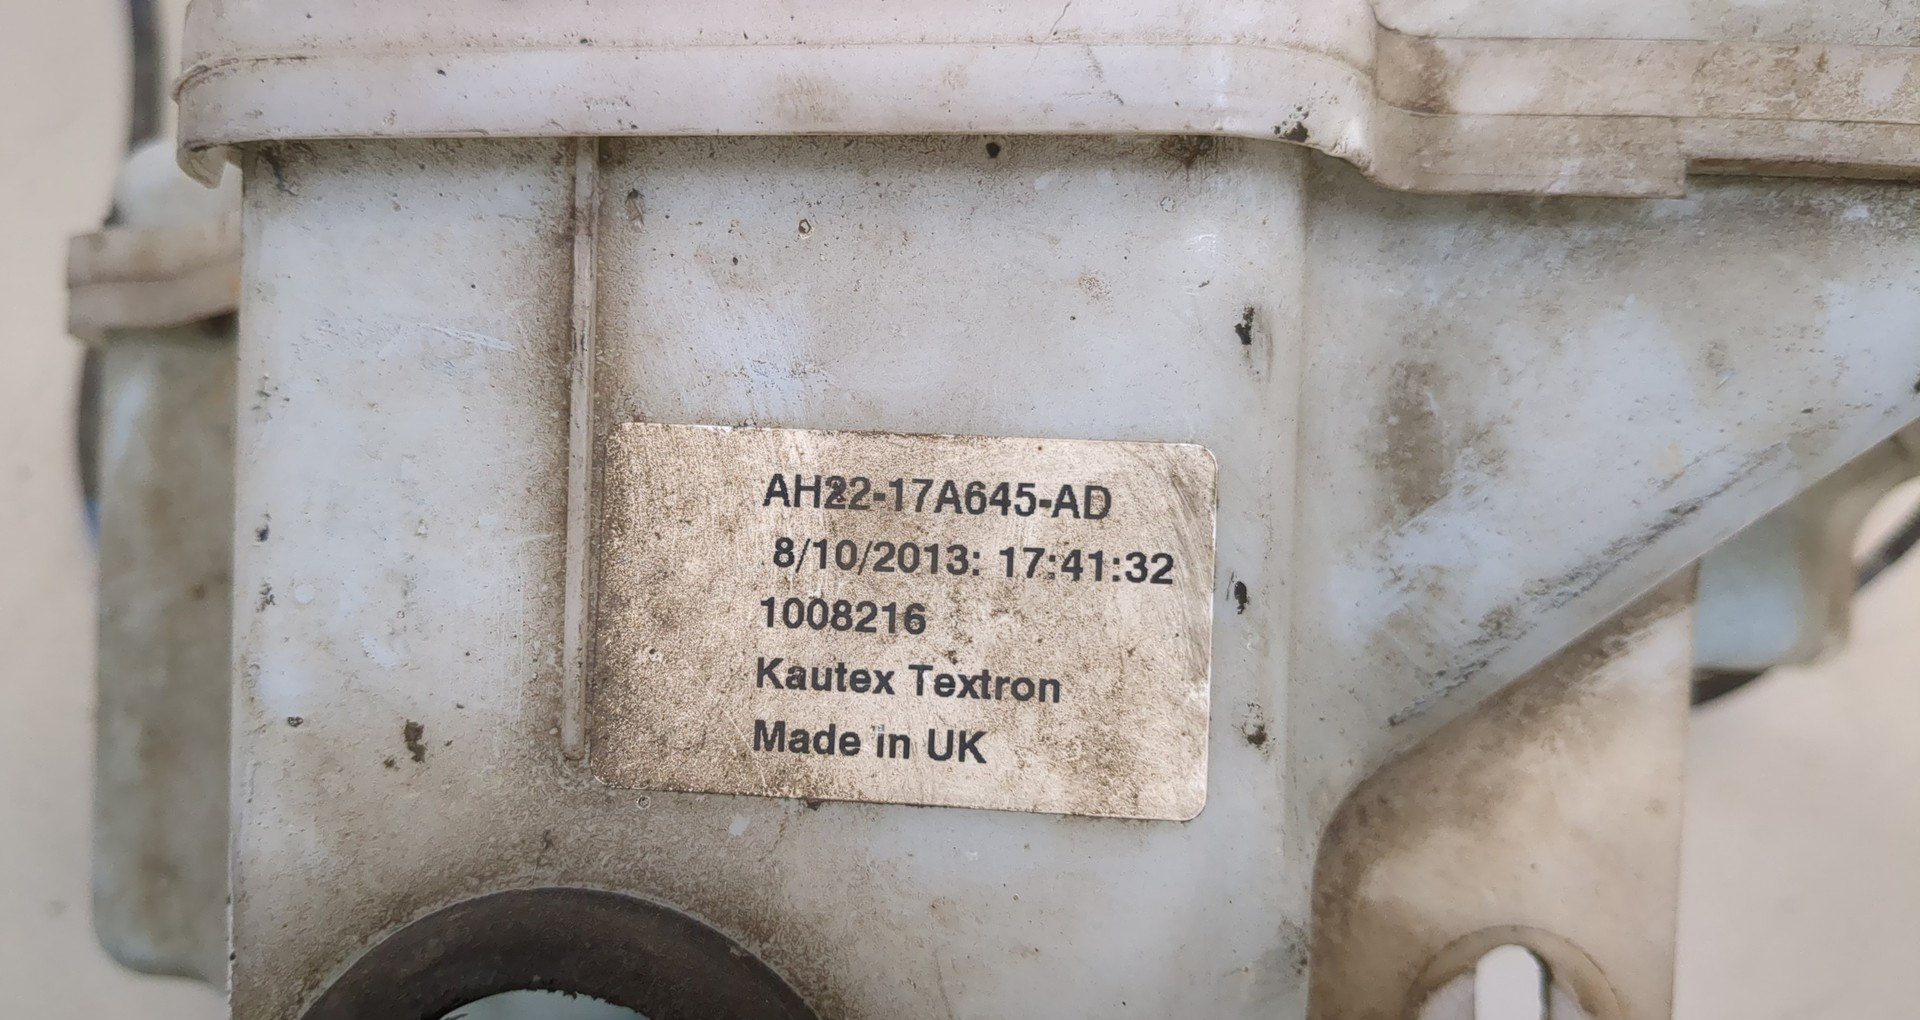 AH22-17A645-AD
8/10/2013: 17:41:32
1008216
Kautex Textron
Made in UK